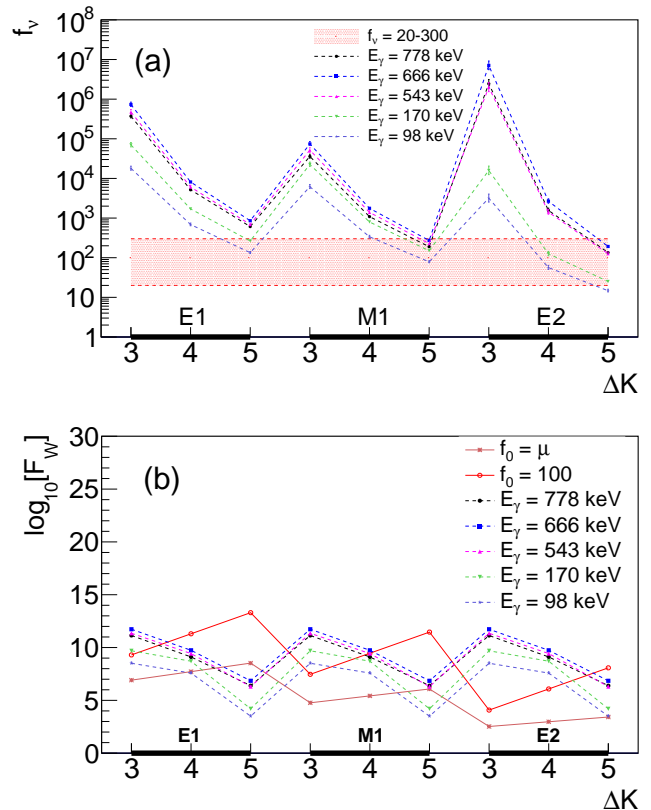 f_ν
10^8
10^7
10^6
10^5
10^4
10^3
10^2
10
1
(a)
f_ν = 20-300
E_γ = 778 keV
E_γ = 666 keV
E_γ = 543 keV
E_γ = 170 keV
E_γ = 98 keV
E1 M1 E2
3 4 5 3 4 5 3 4 5
ΔK
log_10[F_W]
30
25
20
15
10
5
0
(b)
f_0 = μ
f_0 = 100
E_γ = 778 keV
E_γ = 666 keV
E_γ = 543 keV
E_γ = 170 keV
E_γ = 98 keV
E1 M1 E2
3 4 5 3 4 5 3 4 5
ΔK